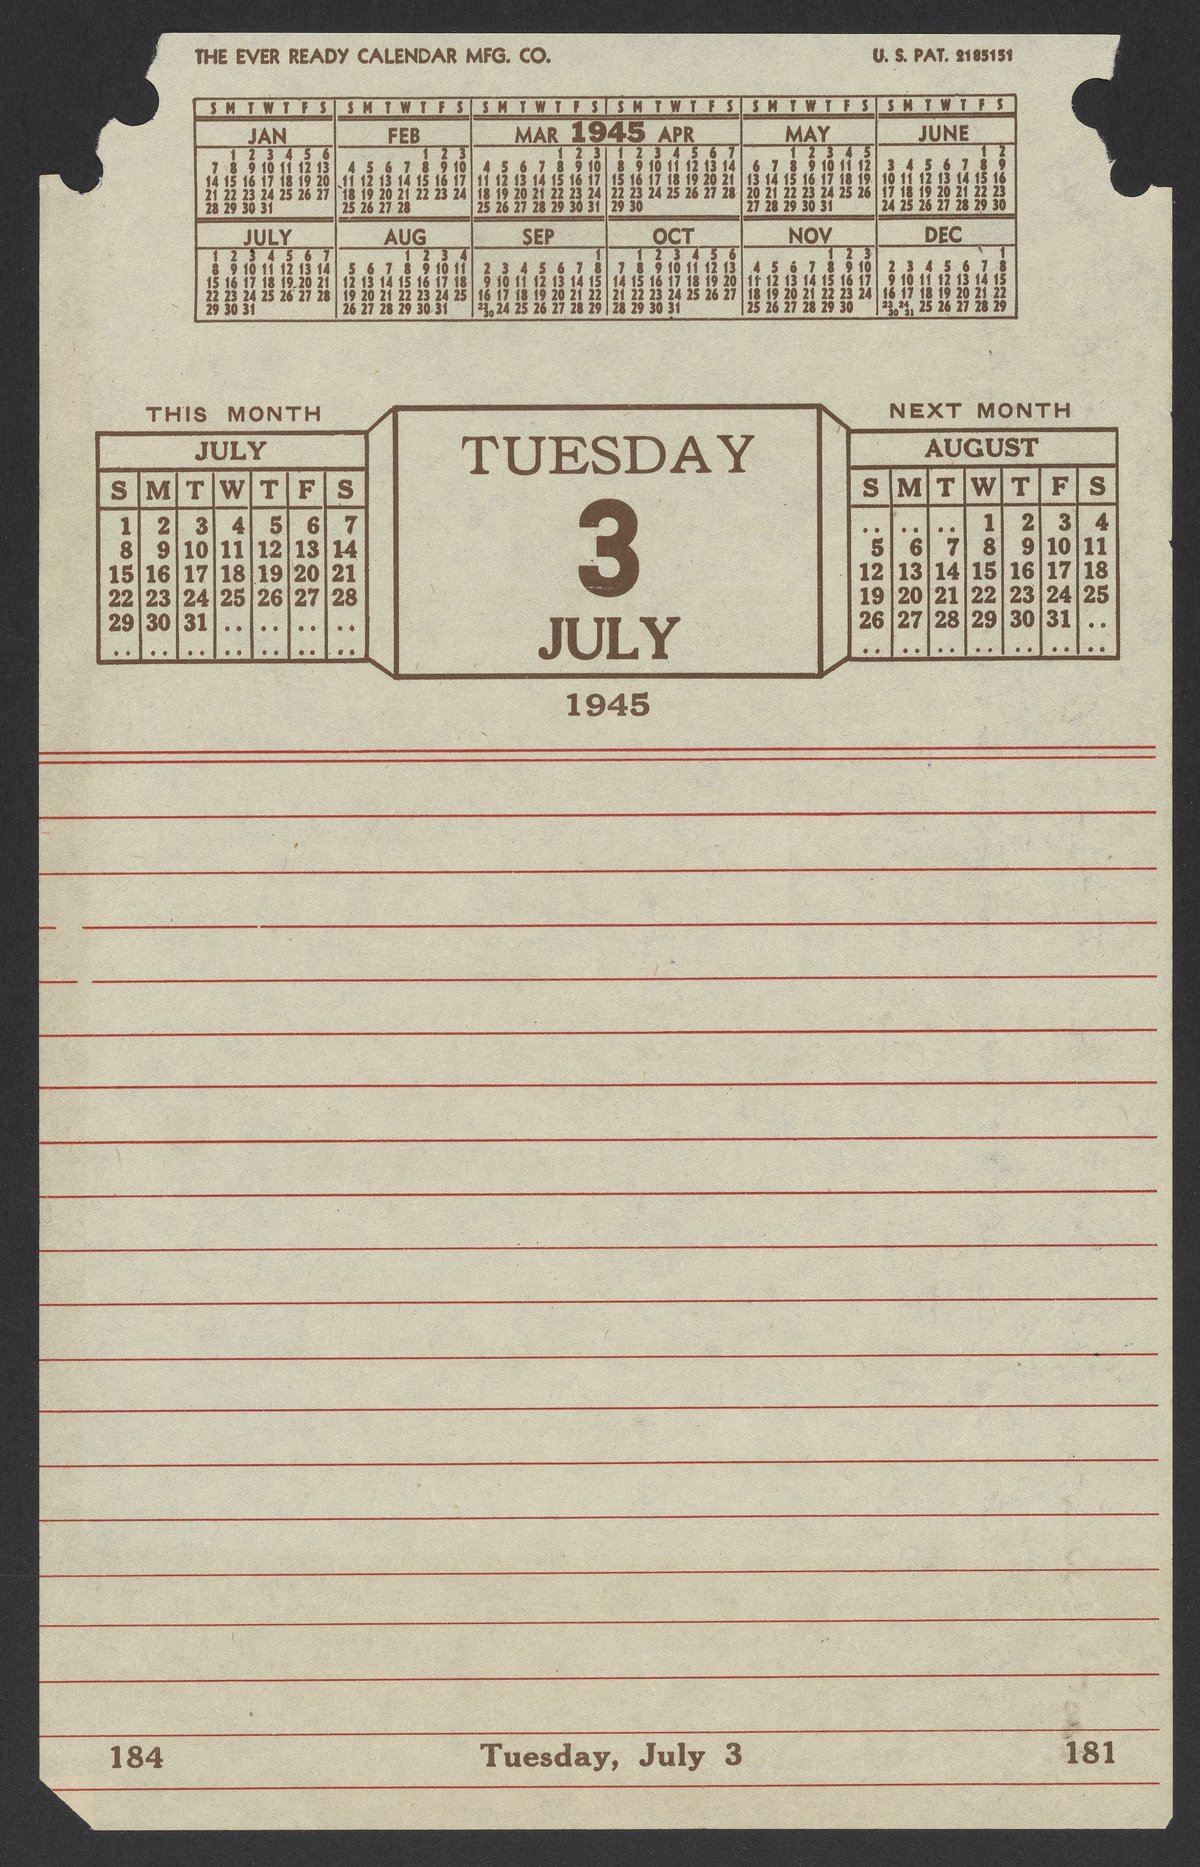 THE EVER READY CALENDAR MFG. CO. U. S. PAT. 2185151
S M T W T F S S M T W T F S S M T W T F S S M T W T F S S M T W T F S S M T W T F S
JAN FEB MAR 1945 APR MAY JUNE
1 2 3 4 5 6 1 2 3 1 2 3 1 2 3 4 5 6 7 1 2 3 4 5 1 2
7 8 9 10 11 12 13 4 5 6 7 8 9 10 4 5 6 7 8 9 10 8 9 10 11 12 13 14 6 7 8 9 10 11 12 3 4 5 6 7 8 9
14 15 16 17 18 19 20 11 12 13 14 15 16 17 11 12 13 14 15 16 17 15 16 17 18 19 20 21 13 14 15 16 17 18 19 10 11 12 13 14 15 16
21 22 23 24 25 26 27 18 19 20 21 22 23 24 18 19 20 21 22 23 24 22 23 24 25 26 27 28 20 21 22 23 24 25 26 17 18 19 20 21 22 23
28 29 30 31 25 26 27 28 25 26 27 28 29 30 31 29 30 27 28 29 30 31 24 25 26 27 28 29 30
JULY AUG SEP OCT NOV DEC
1 2 3 4 5 6 7 1 2 3 4 1 1 2 3 4 5 6 1 2 3 1
8 9 10 11 12 13 14 5 6 7 8 9 10 11 2 3 4 5 6 7 8 7 8 9 10 11 12 13 4 5 6 7 8 9 10 2 3 4 5 6 7 8
15 16 17 18 19 20 21 12 13 14 15 16 17 18 9 10 11 12 13 14 15 14 15 16 17 18 19 20 11 12 13 14 15 16 17 9 10 11 12 13 14 15
22 23 24 25 26 27 28 19 20 21 22 23 24 25 16 17 18 19 20 21 22 21 22 23 24 25 26 27 18 19 20 21 22 23 24 16 17 18 19 20 21 22
29 30 31 26 27 28 29 30 31 23 30 24 25 26 27 28 29 28 29 30 31 25 26 27 28 29 30 23 30 24 31 25 26 27 28 29
THIS MONTH
JULY
S M T W T F S
1 2 3 4 5 6 7
8 9 10 11 12 13 14
15 16 17 18 19 20 21
22 23 24 25 26 27 28
29 30 31 .. .. .. ..
.. .. .. .. .. .. ..
TUESDAY
3
JULY
1945
NEXT MONTH
AUGUST
S M T W T F S
.. .. .. 1 2 3 4
5 6 7 8 9 10 11
12 13 14 15 16 17 18
19 20 21 22 23 24 25
26 27 28 29 30 31 ..
.. .. .. .. .. .. ..
184 Tuesday, July 3 181